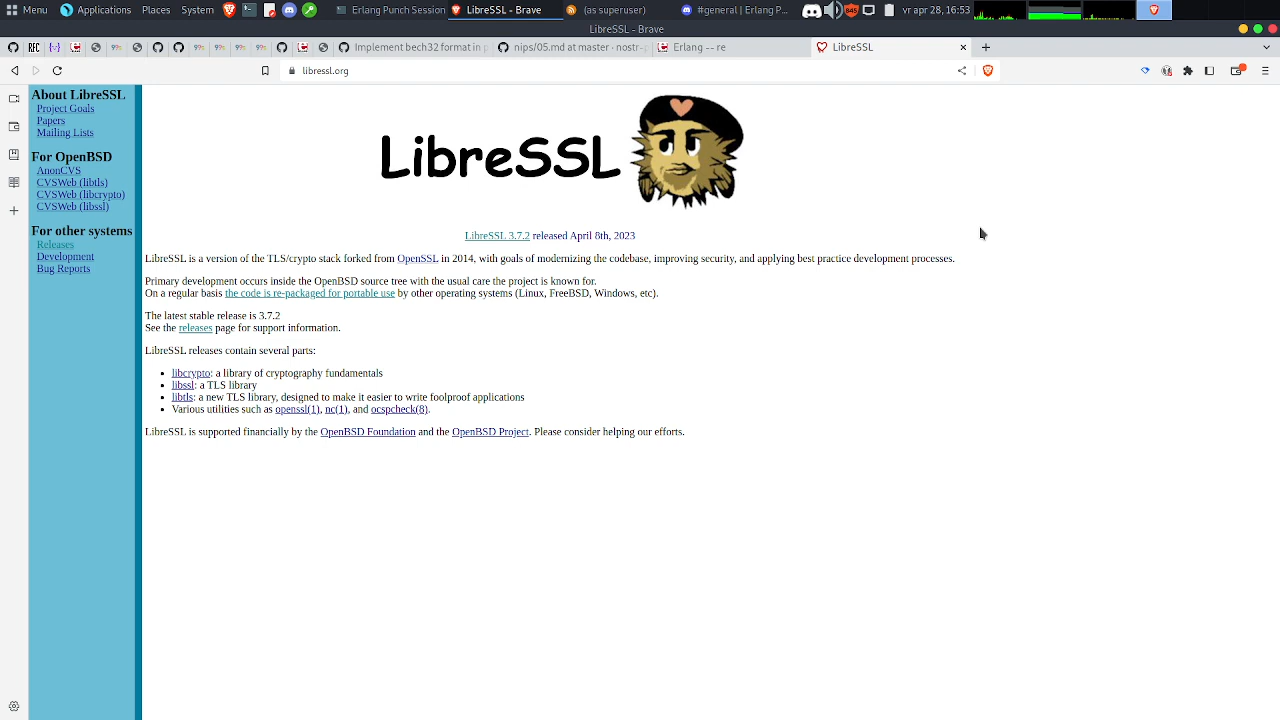 Menu Applications Places System Erlang Punch Session LibreSSL - Brave (as superuser) #general | Erlang P... 845 vr apr 28, 16:53
LibreSSL - Brave
RFC 99s 99s 99s 99s 99s Implement bech32 format in p nips/05.md at master · nostr- Erlang -- re LibreSSL
libressl.org
About LibreSSL
Project Goals
Papers
Mailing Lists
For OpenBSD
AnonCVS
CVSWeb (libtls)
CVSWeb (libcrypto)
CVSWeb (libssl)
For other systems
Releases
Development
Bug Reports
LibreSSL
LibreSSL 3.7.2 released April 8th, 2023
LibreSSL is a version of the TLS/crypto stack forked from OpenSSL in 2014, with goals of modernizing the codebase, improving security, and applying best practice development processes.
Primary development occurs inside the OpenBSD source tree with the usual care the project is known for.
On a regular basis the code is re-packaged for portable use by other operating systems (Linux, FreeBSD, Windows, etc).
The latest stable release is 3.7.2
See the releases page for support information.
LibreSSL releases contain several parts:
• libcrypto: a library of cryptography fundamentals
• libssl: a TLS library
• libtls: a new TLS library, designed to make it easier to write foolproof applications
• Various utilities such as openssl(1), nc(1), and ocspcheck(8).
LibreSSL is supported financially by the OpenBSD Foundation and the OpenBSD Project. Please consider helping our efforts.